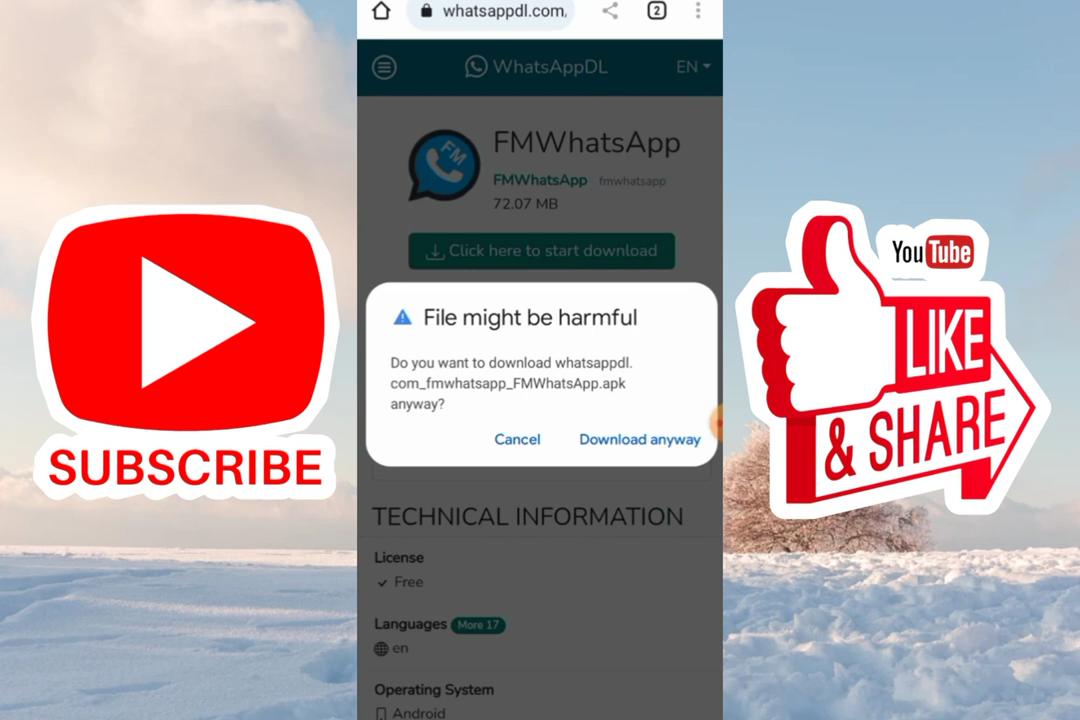 whatsappdl.com,
2
WhatsAppDL
EN
FM
FMWhatsApp
FMWhatsApp fmwhatsapp
72.07 MB
Click here to start download
File might be harmful
Do you want to download whatsappdl.
com_fmwhatsapp_FMWhatsApp.apk
anyway?
Cancel Download anyway
TECHNICAL INFORMATION
License
Free
Languages More 17
en
Operating System
Android
SUBSCRIBE
YouTube
LIKE
& SHARE